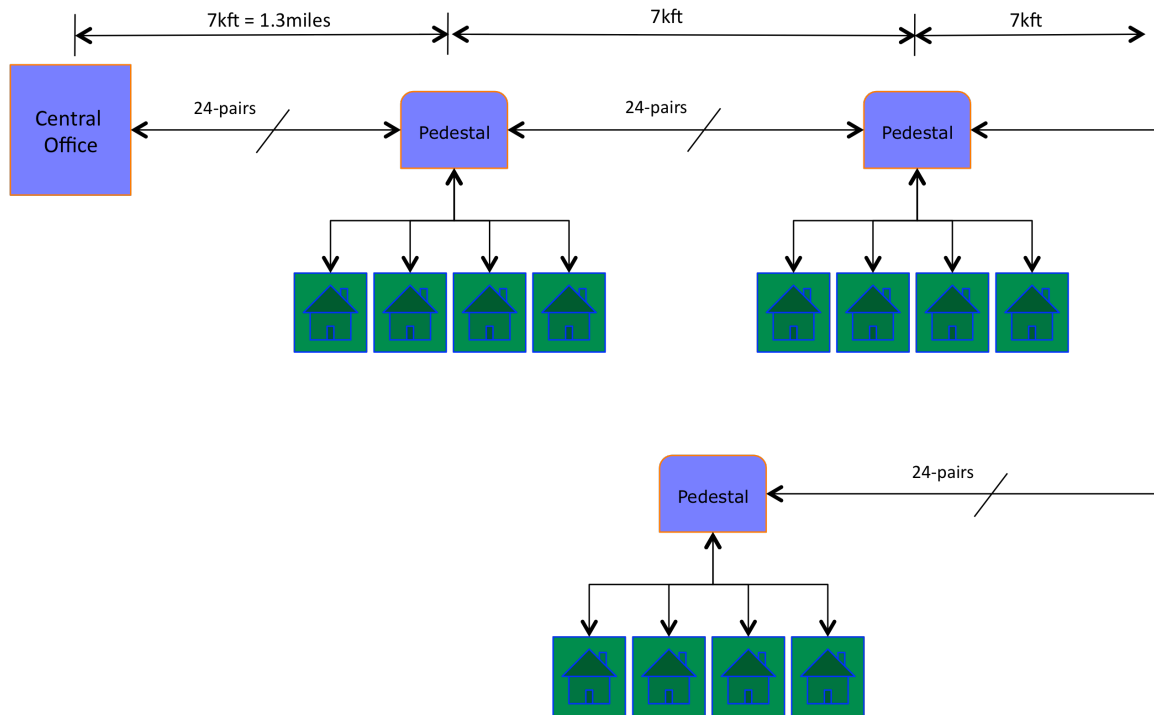 7kft = 1.3miles
7kft
7kft
Central
Office
24-pairs
Pedestal
24-pairs
Pedestal
Pedestal
24-pairs